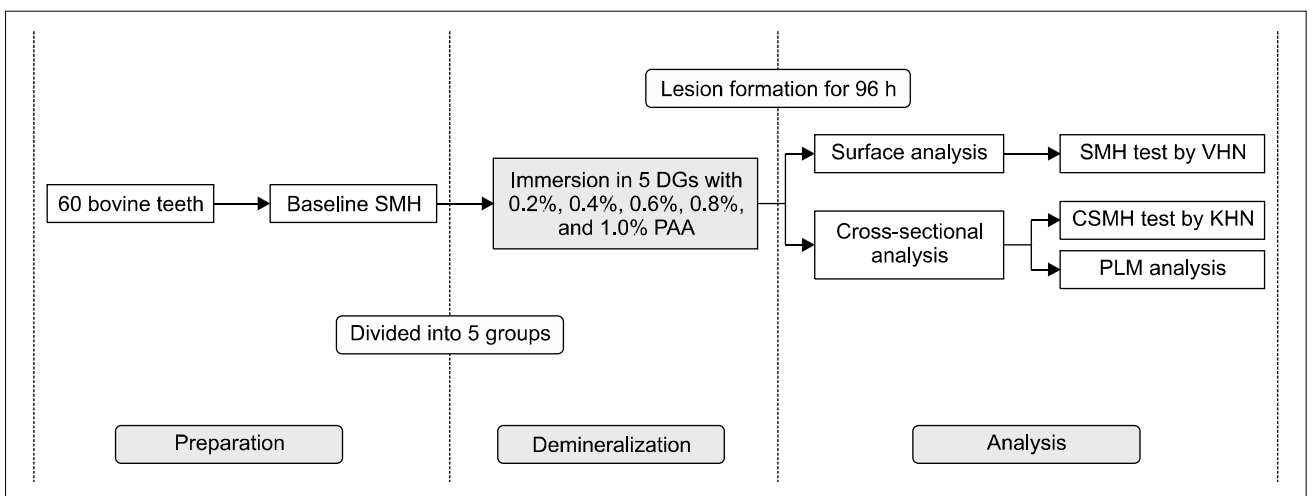 Lesion formation for 96 h
60 bovine teeth
Baseline SMH
Immersion in 5 DGs with
0.2%, 0.4%, 0.6%, 0.8%,
and 1.0% PAA
Surface analysis
SMH test by VHN
Cross-sectional
analysis
CSMH test by KHN
PLM analysis
Divided into 5 groups
Preparation
Demineralization
Analysis